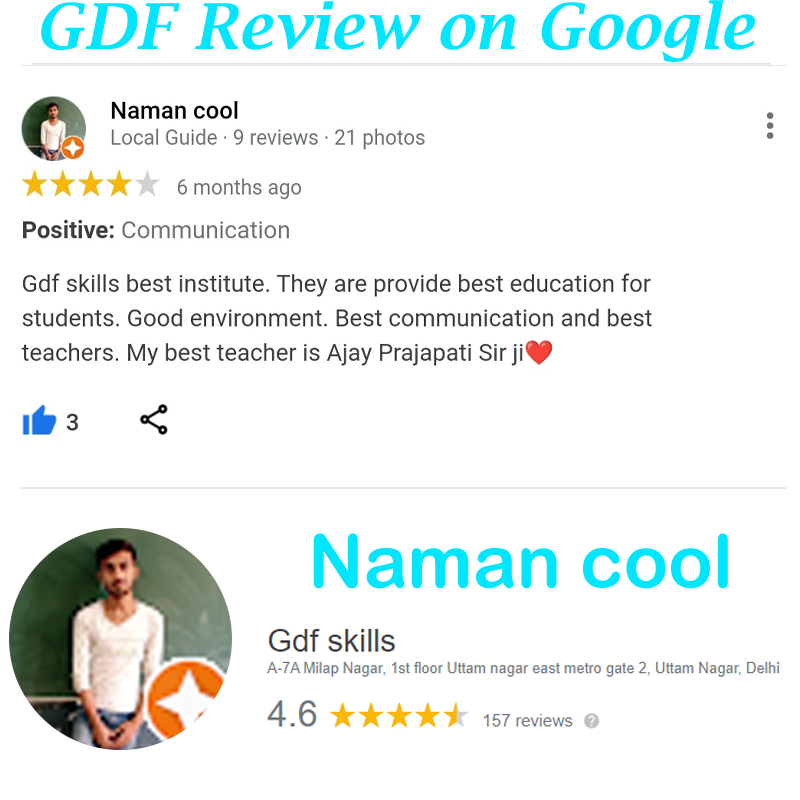 GDF Review on Google
Naman cool
Local Guide · 9 reviews · 21 photos
6 months ago
Positive: Communication
Gdf skills best institute. They are provide best education for
students. Good environment. Best communication and best
teachers. My best teacher is Ajay Prajapati Sir ji❤️
3
Naman cool
Gdf skills
A-7A Milap Nagar, 1st floor Uttam nagar east metro gate 2, Uttam Nagar, Delhi
4.6 157 reviews ?